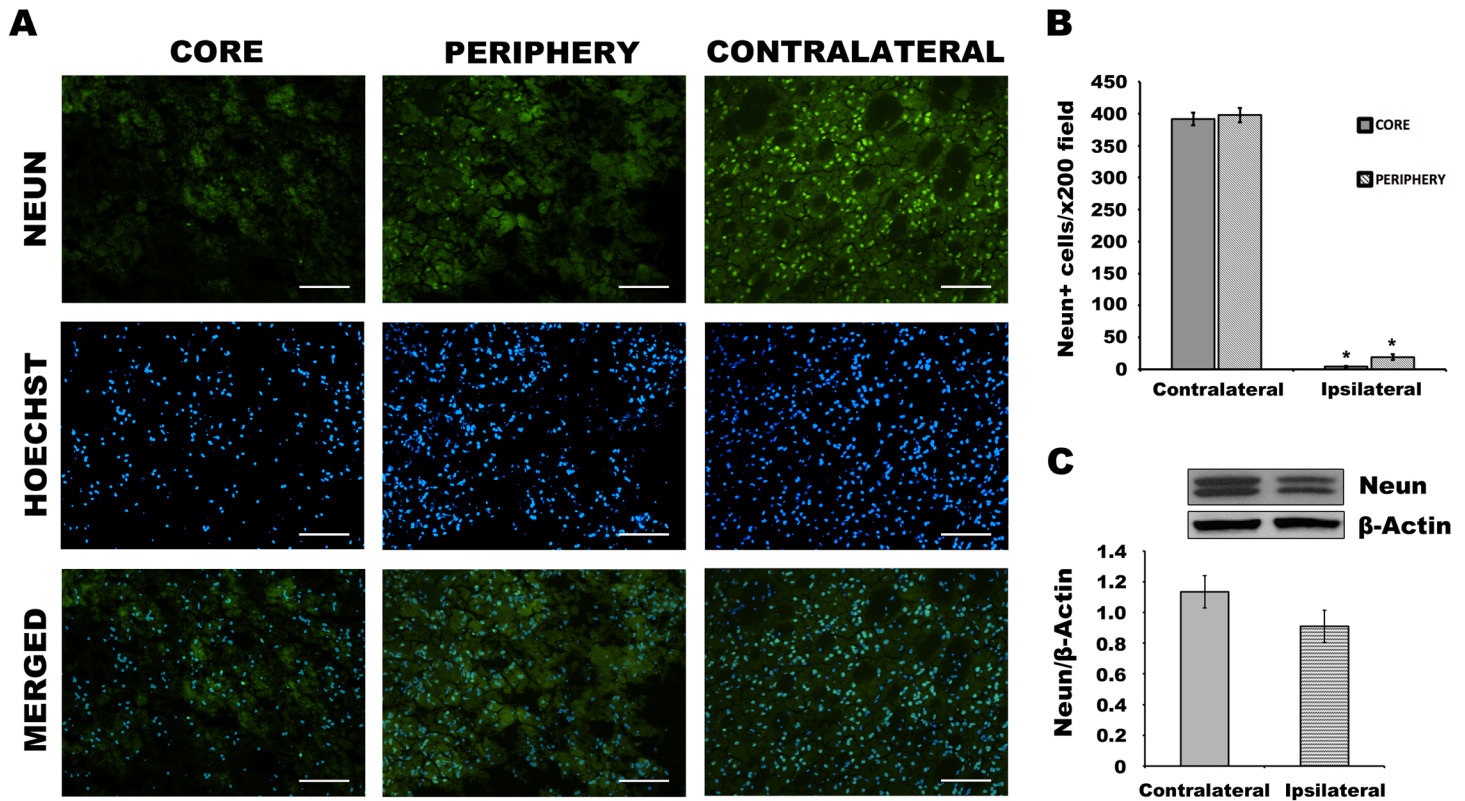 A
CORE
PERIPHERY
CONTRALATERAL
NEUN
HOECHST
MERGED
B
Neun+ cells/x200 field
450
400
350
300
250
200
150
100
50
0
CORE
PERIPHERY
*
*
Contralateral
Ipsilateral
C
Neun
β-Actin
Neun/β-Actin
1.4
1.2
1.0
0.8
0.6
0.4
0.2
0
Contralateral
Ipsilateral